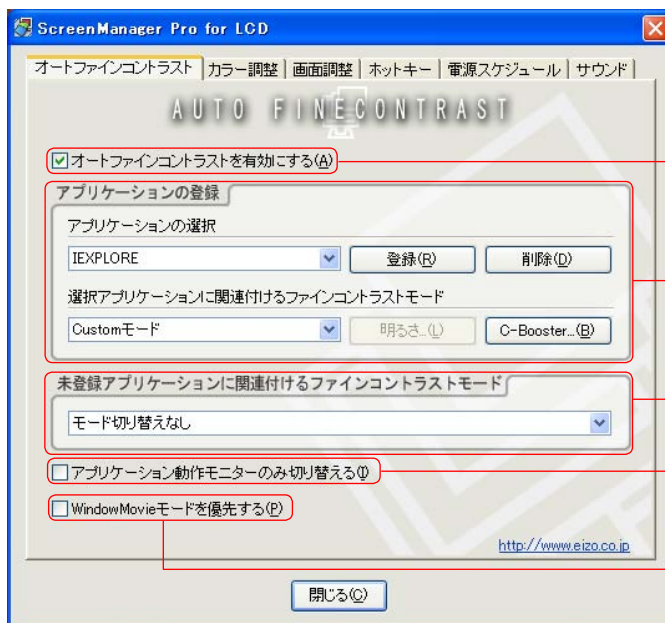 ScreenManager Pro for LCD
オートファインコントラスト カラー調整 画面調整 ホットキー 電源スケジュール サウンド
AUTO FINECONTRAST
オートファインコントラストを有効にする(A)
アプリケーションの登録
アプリケーションの選択
IEXPLORE 登録(R) 削除(D)
選択アプリケーションに関連付けるファインコントラストモード
Customモード 明るさ...(L) C-Booster...(B)
未登録アプリケーションに関連付けるファインコントラストモード
モード切り替えなし
アプリケーション動作モニターのみ切り替える(I)
WindowMovieモードを優先する(P)
http://www.eizo.co.jp
閉じる(C)